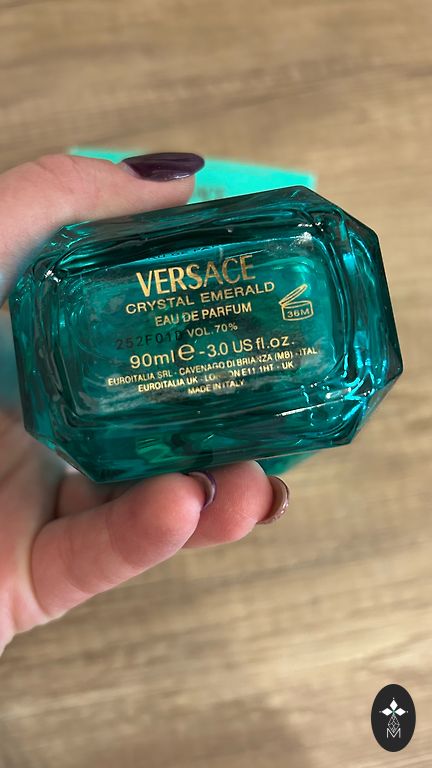 VERSACE
CRYSTAL EMERALD
EAU DE PARFUM
VOL.70%
90ml ℮ - 3.0 US fl.oz.
EUROITALIA SRL - CAVENAGO DI BRIANZA (MB) - ITAL
EUROITALIA UK - LONDON E11 1HT - UK
MADE IN ITALY
36M
M